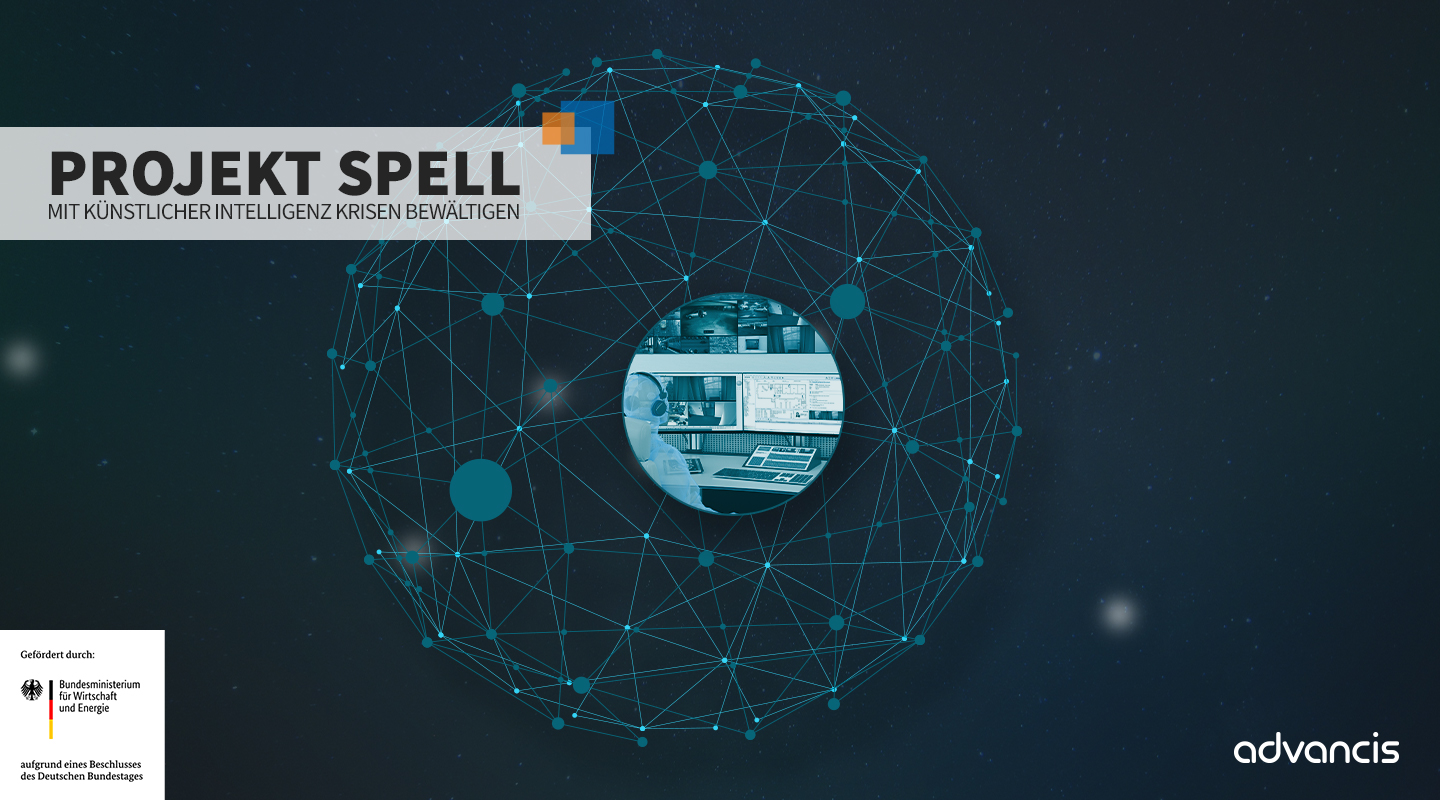 PROJEKT SPELL
MIT KÜNSTLICHER INTELLIGENZ KRISEN BEWÄLTIGEN
Gefördert durch:
Bundesministerium
für Wirtschaft
und Energie
aufgrund eines Beschlusses
des Deutschen Bundestages
advancis